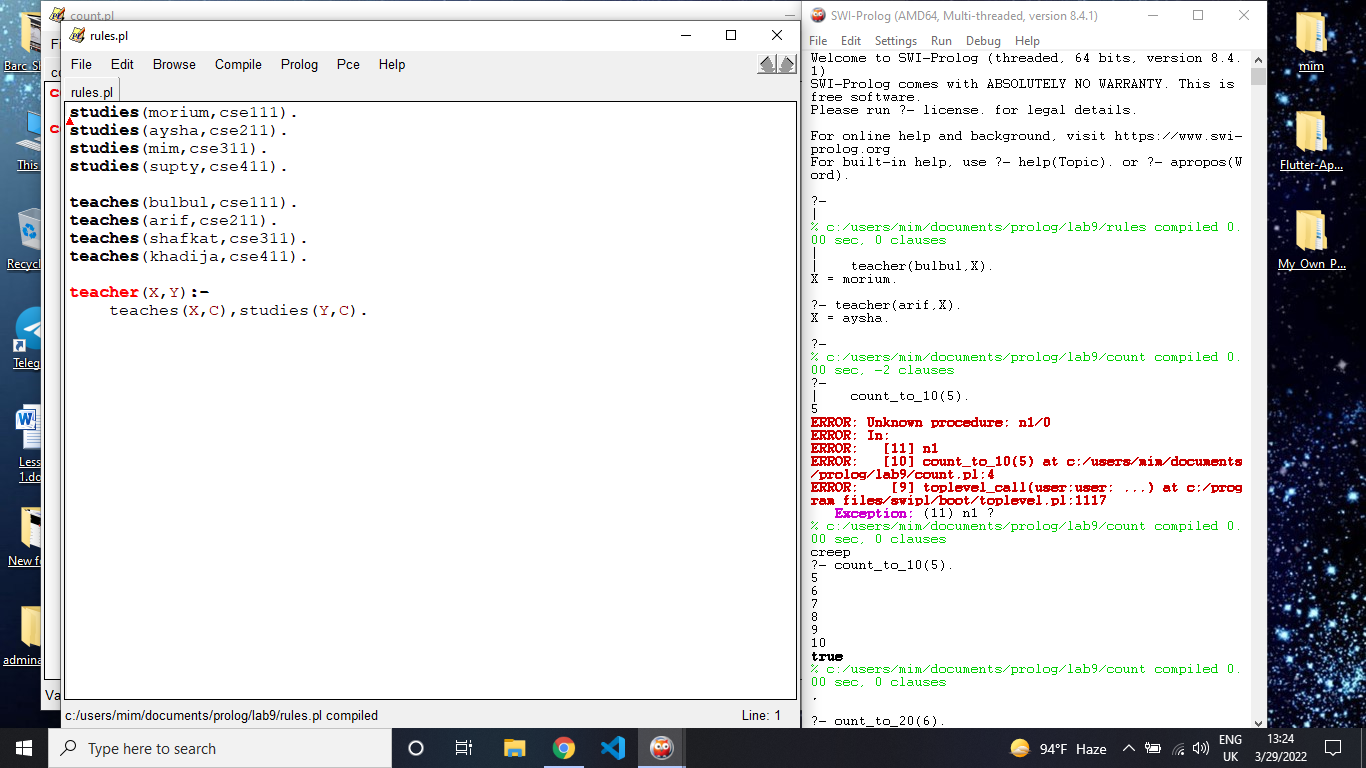 count.pl
rules.pl
File Edit Browse Compile Prolog Pce Help
rules.pl
studies(morium,cse111).
studies(aysha,cse211).
studies(mim,cse311).
studies(supty,cse411).
teaches(bulbul,cse111).
teaches(arif,cse211).
teaches(shafkat,cse311).
teaches(khadija,cse411).
teacher(X,Y):-
teaches(X,C),studies(Y,C).
c:/users/mim/documents/prolog/lab9/rules.pl compiled
Line: 1
SWI-Prolog (AMD64, Multi-threaded, version 8.4.1)
File Edit Settings Run Debug Help
Welcome to SWI-Prolog (threaded, 64 bits, version 8.4.
1)
SWI-Prolog comes with ABSOLUTELY NO WARRANTY. This is
free software.
Please run ?- license. for legal details.
For online help and background, visit https://www.swi-
prolog.org
For built-in help, use ?- help(Topic). or ?- apropos(W
ord).
?-
|
% c:/users/mim/documents/prolog/lab9/rules compiled 0.
00 sec, 0 clauses
|
| teacher(bulbul,X).
X = morium.
?- teacher(arif,X).
X = aysha.
?-
% c:/users/mim/documents/prolog/lab9/count compiled 0.
00 sec, -2 clauses
?-
| count_to_10(5).
5
ERROR: Unknown procedure: n1/0
ERROR: In:
ERROR: [11] n1
ERROR: [10] count_to_10(5) at c:/users/mim/documents
/prolog/lab9/count.pl:4
ERROR: [9] toplevel_call(user:user: ...) at c:/prog
ram files/swipl/boot/toplevel.pl:1117
Exception: (11) n1 ?
% c:/users/mim/documents/prolog/lab9/count compiled 0.
00 sec, 0 clauses
creep
?- count_to_10(5).
5
6
7
8
9
10
true
% c:/users/mim/documents/prolog/lab9/count compiled 0.
00 sec, 0 clauses
.
?- ount_to_20(6).
mim
Flutter-Ap...
My_Own_P...
This
Recyc
Teleg
Less
1.do
New f
admina
Va
Type here to search
94°F Haze
ENG
UK
13:24
3/29/2022